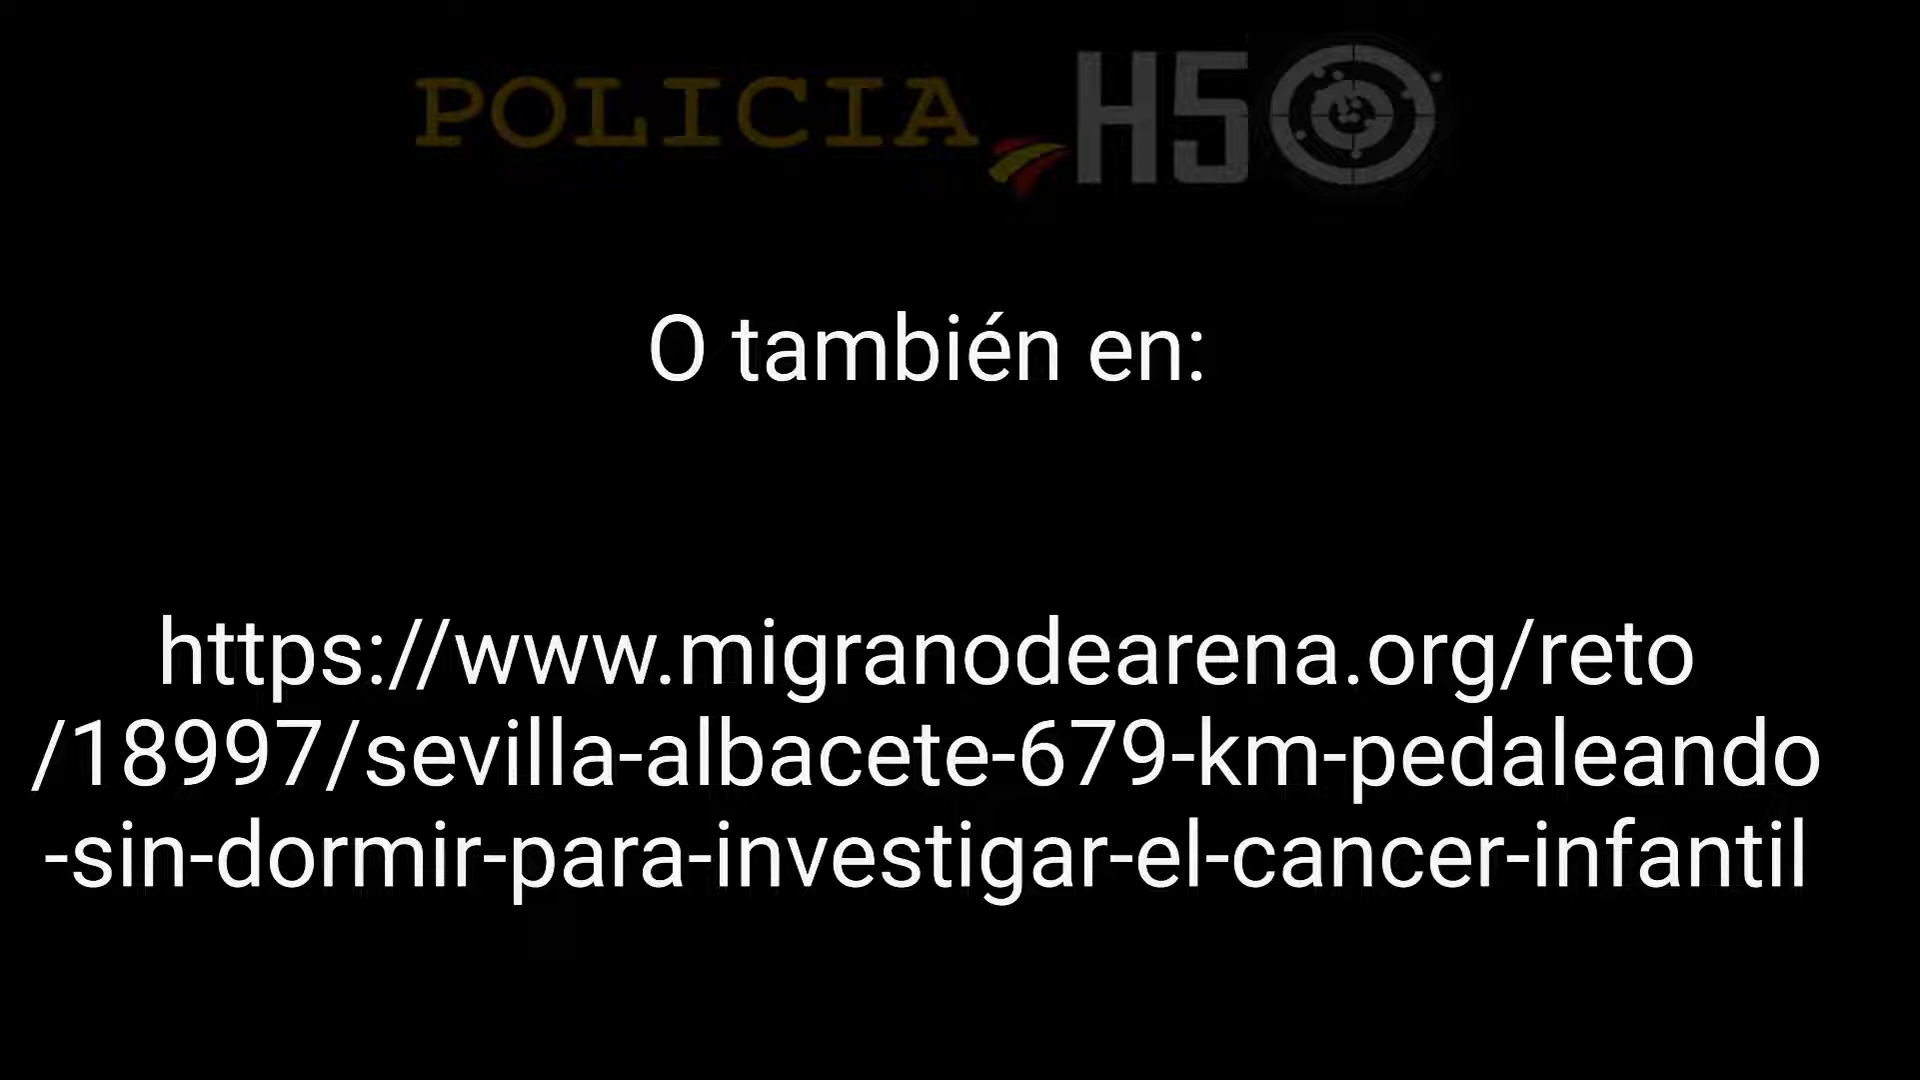 POLICIA H50
O también en:
https://www.migranodearena.org/reto
/18997/sevilla-albacete-679-km-pedaleando
-sin-dormir-para-investigar-el-cancer-infantil